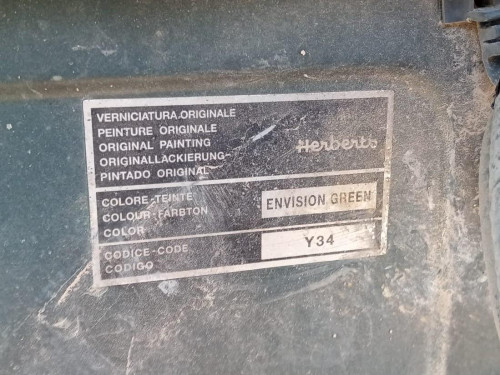 VERNICIATURA.ORIGINALE
PEINTURE ORIGINALE
ORIGINAL PAINTING
ORIGINALLACKIERUNG-
PINTADO ORIGINAL
Herberts
COLORE-TEINTE
COLOUR-FARBTON
COLOR
ENVISION GREEN
CODICE-CODE
CODIGO
Y34